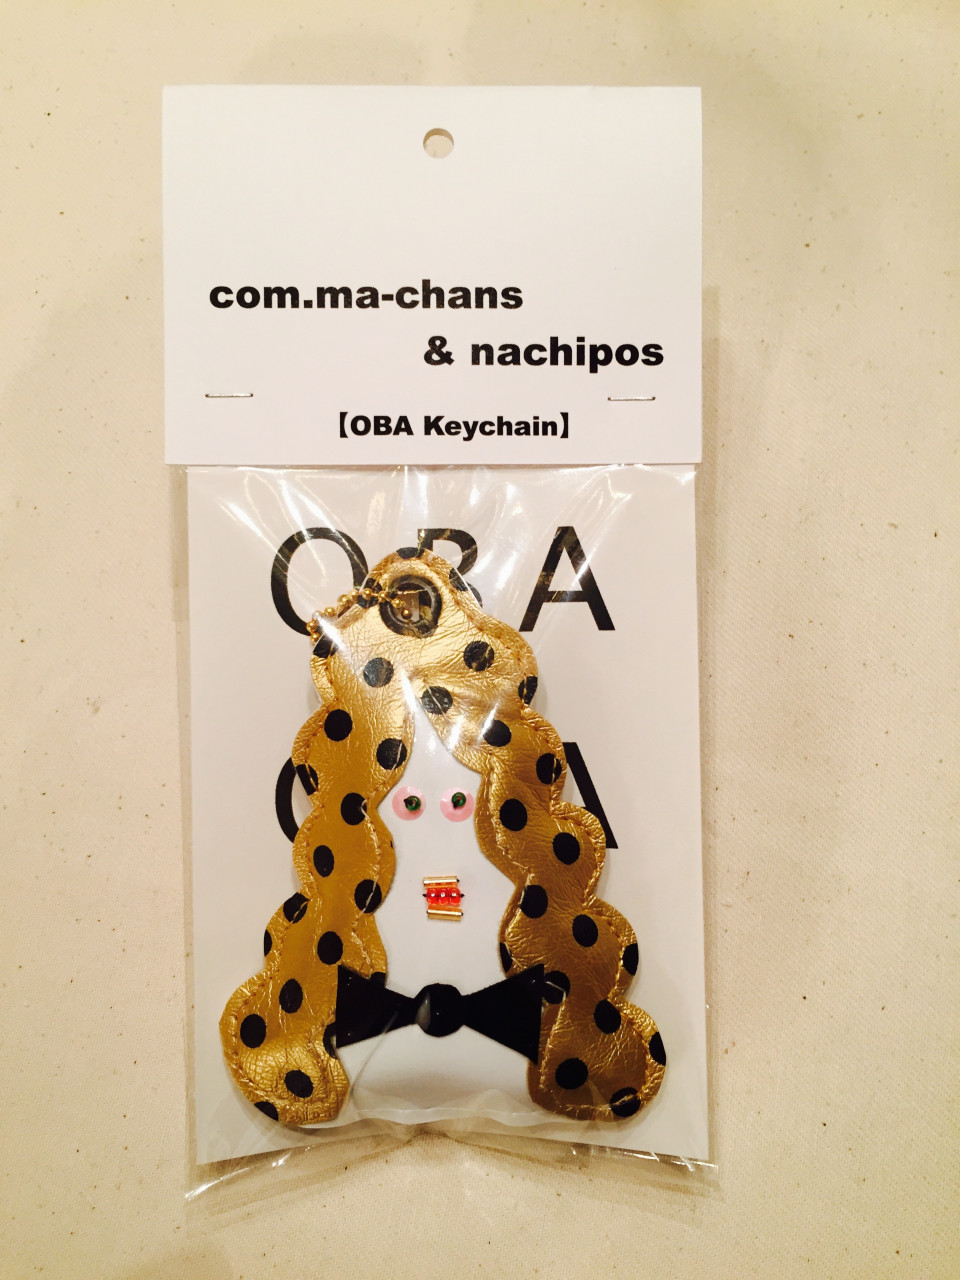 com.ma-chans
& nachipos
【OBA Keychain】
OBA